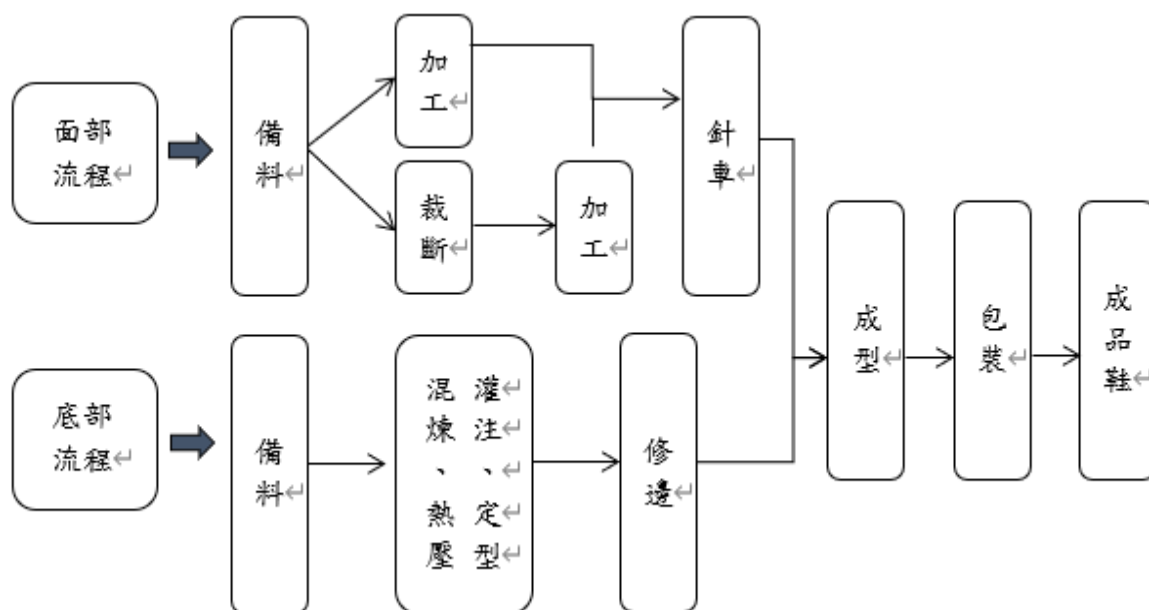 面部
流程
備
料
加
工
裁
斷
加
工
針
車
底部
流程
備
料
混 灌
煉 注
、 、
熱 定
壓 型
修
邊
成
型
包
裝
成
品
鞋